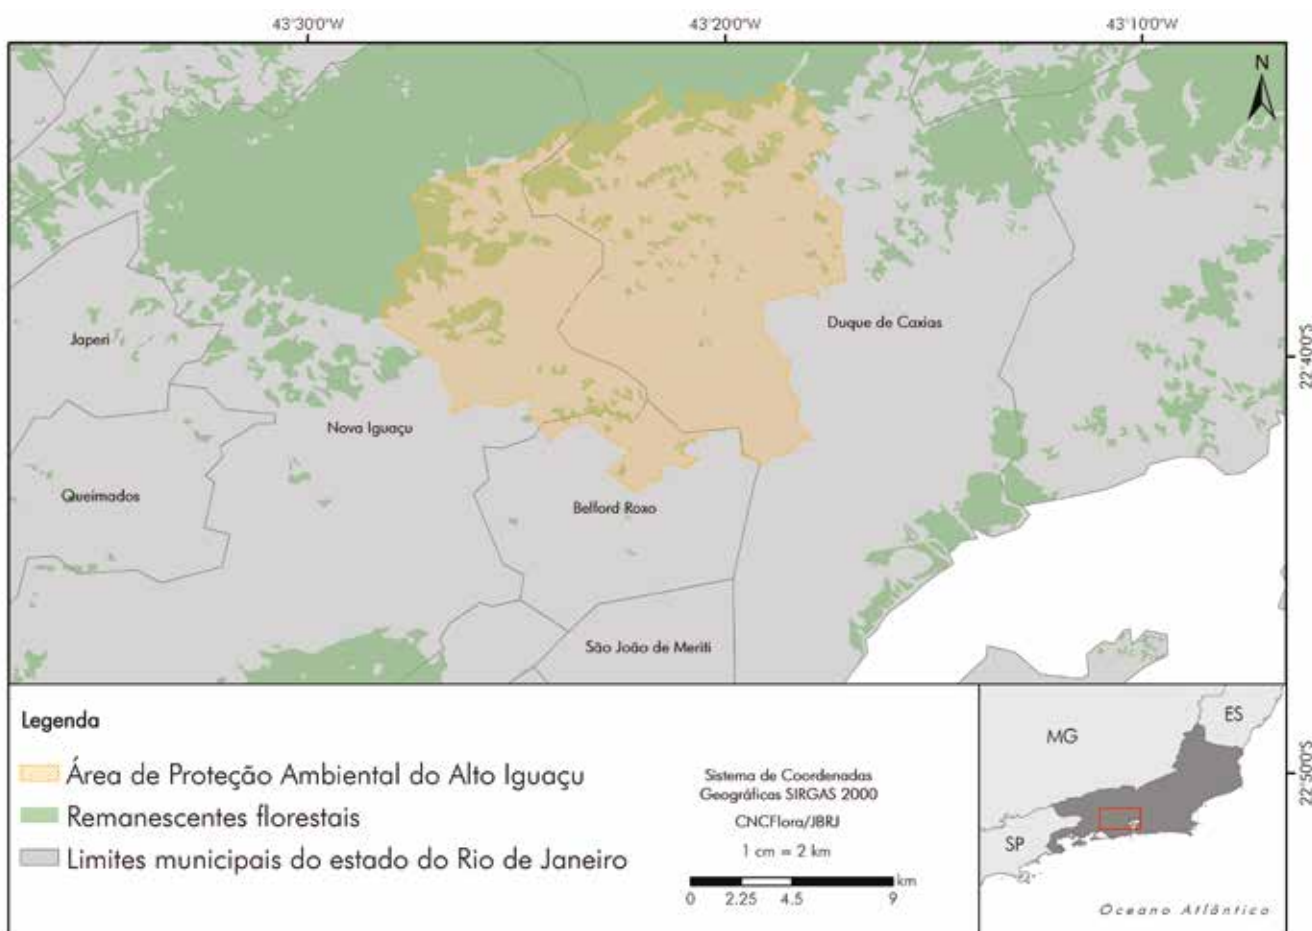 43°30'0"W
43°20'0"W
43°10'0"W
N
22°40'0"S
Duque de Caxias
Japeri
Nova Iguaçu
Queimados
Belford Roxo
São João de Meriti
Legenda
Área de Proteção Ambiental do Alto Iguaçu
Remanescentes florestais
Limites municipais do estado do Rio de Janeiro
Sistema de Coordenadas
Geográficas SIRGAS 2000
CNCFlora/JBRJ
1 cm = 2 km
km
0 2.25 4.5 9
MG
ES
SP
Oceano Atlântico
22°50'0"S